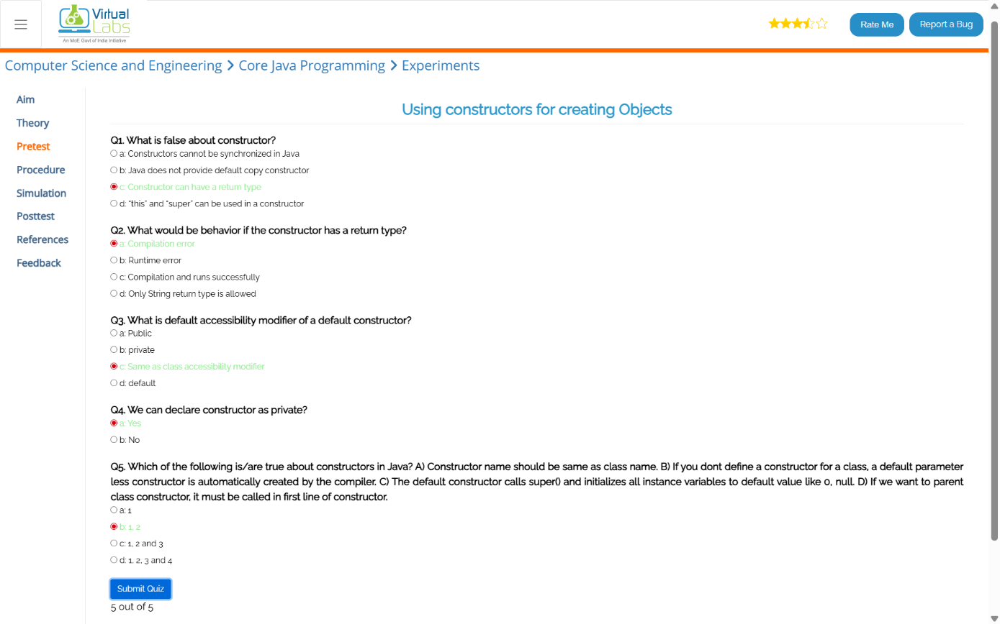 Virtual
Labs
An MoE Govt of India Initiative
Rate Me
Report a Bug
Computer Science and Engineering
Core Java Programming
Experiments
Aim
Theory
Pretest
Procedure
Simulation
Posttest
References
Feedback
Using constructors for creating Objects
Q1. What is false about constructor?
a: Constructors cannot be synchronized in Java
b: Java does not provide default copy constructor
c: Constructor can have a return type
d: “this” and “super” can be used in a constructor
Q2. What would be behavior if the constructor has a return type?
a: Compilation error
b: Runtime error
c: Compilation and runs successfully
d: Only String return type is allowed
Q3. What is default accessibility modifier of a default constructor?
a: Public
b: private
c: Same as class accessibility modifier
d: default
Q4. We can declare constructor as private?
a: Yes
b: No
Q5. Which of the following is/are true about constructors in Java? A) Constructor name should be same as class name. B) If you dont define a constructor for a class, a default parameter
less constructor is automatically created by the compiler. C) The default constructor calls super() and initializes all instance variables to default value like 0, null. D) If we want to parent
class constructor, it must be called in first line of constructor.
a: 1
b: 1, 2
c: 1, 2 and 3
d: 1, 2, 3 and 4
Submit Quiz
5 out of 5